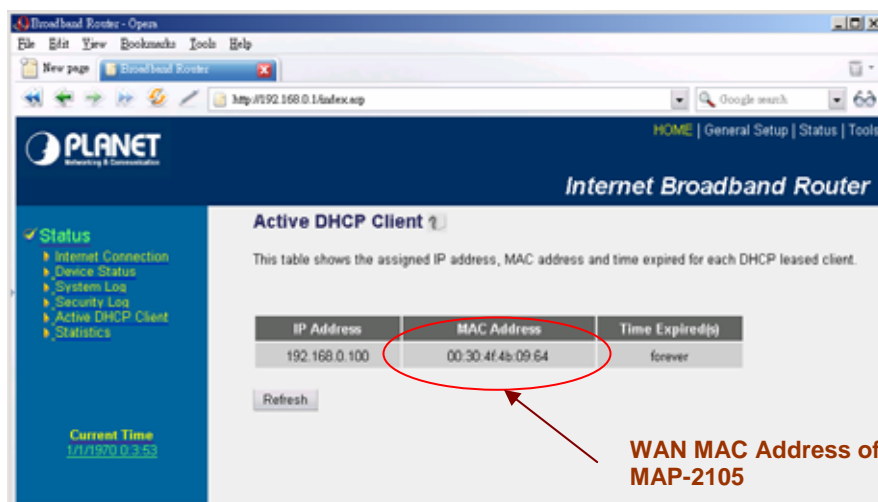 Broadband Router - Opera
File Edit View Bookmarks Tools Help
New page Broadband Router
http://192.168.0.1/index.asp Google search
PLANET
Networking & Communication
HOME | General Setup | Status | Tools
Internet Broadband Router
Status
Internet Connection
Device Status
System Log
Security Log
Active DHCP Client
Statistics
Current Time
1/1/1970 0:3:53
Active DHCP Client
This table shows the assigned IP address, MAC address and time expired for each DHCP leased client.
IP Address MAC Address Time Expired(s)
192.168.0.100 00:30:4f:4b:09:64 forever
Refresh
WAN MAC Address of
MAP-2105